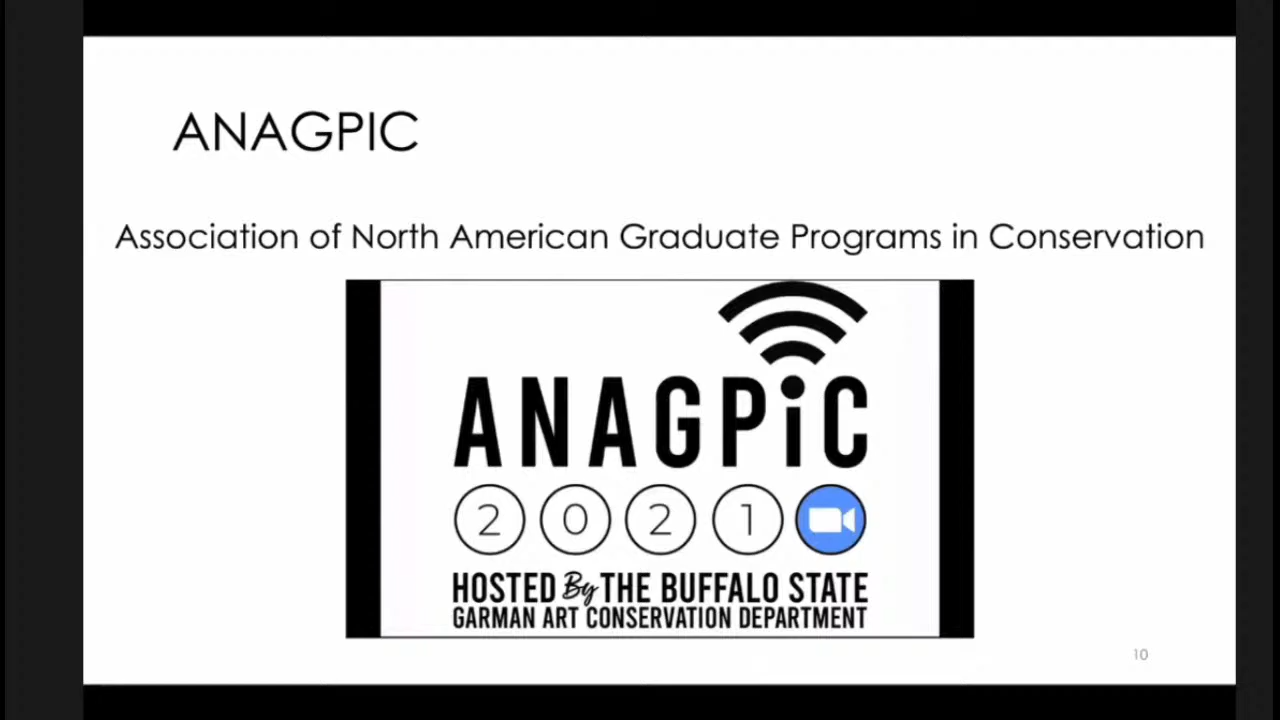 ANAGPIC
Association of North American Graduate Programs in Conservation
ANAGPiC
2021
HOSTED By THE BUFFALO STATE
GARMAN ART CONSERVATION DEPARTMENT
10